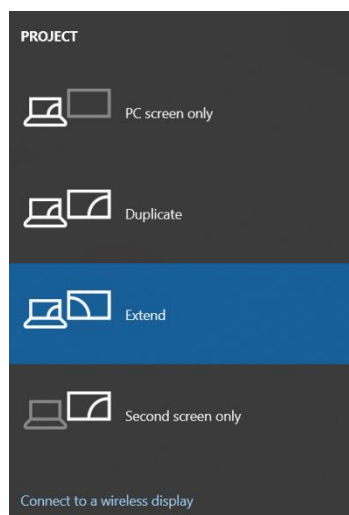 PROJECT
PC screen only
Duplicate
Extend
Second screen only
Connect to a wireless display